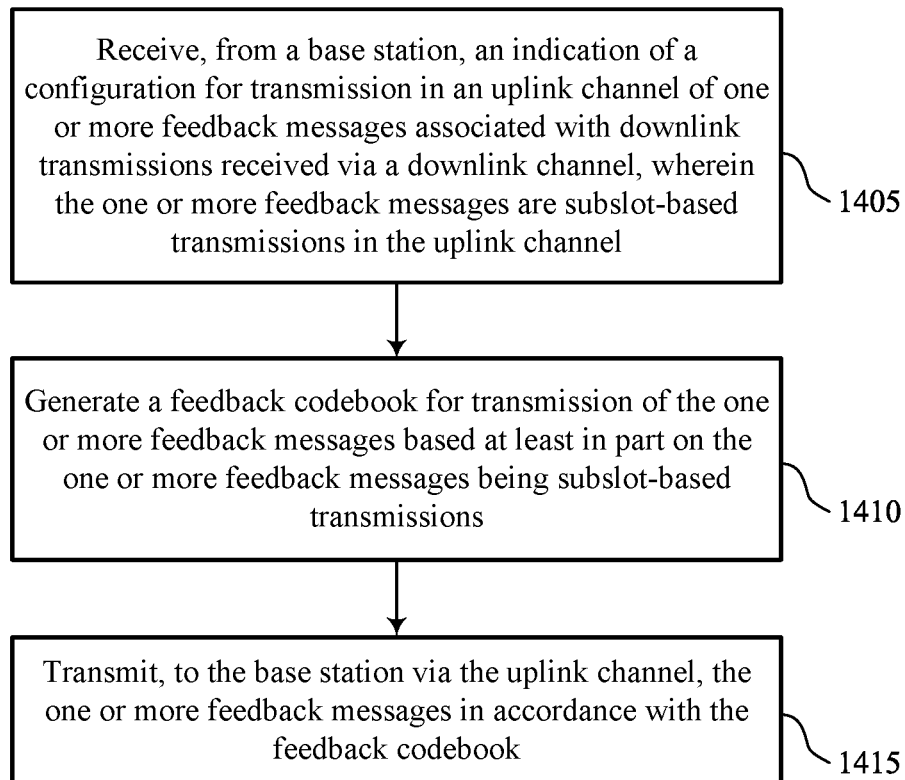 Receive, from a base station, an indication of a
configuration for transmission in an uplink channel of one
or more feedback messages associated with downlink
transmissions received via a downlink channel, wherein
the one or more feedback messages are subslot-based
transmissions in the uplink channel
1405
Generate a feedback codebook for transmission of the one
or more feedback messages based at least in part on the
one or more feedback messages being subslot-based
transmissions
1410
Transmit, to the base station via the uplink channel, the
one or more feedback messages in accordance with the
feedback codebook
1415